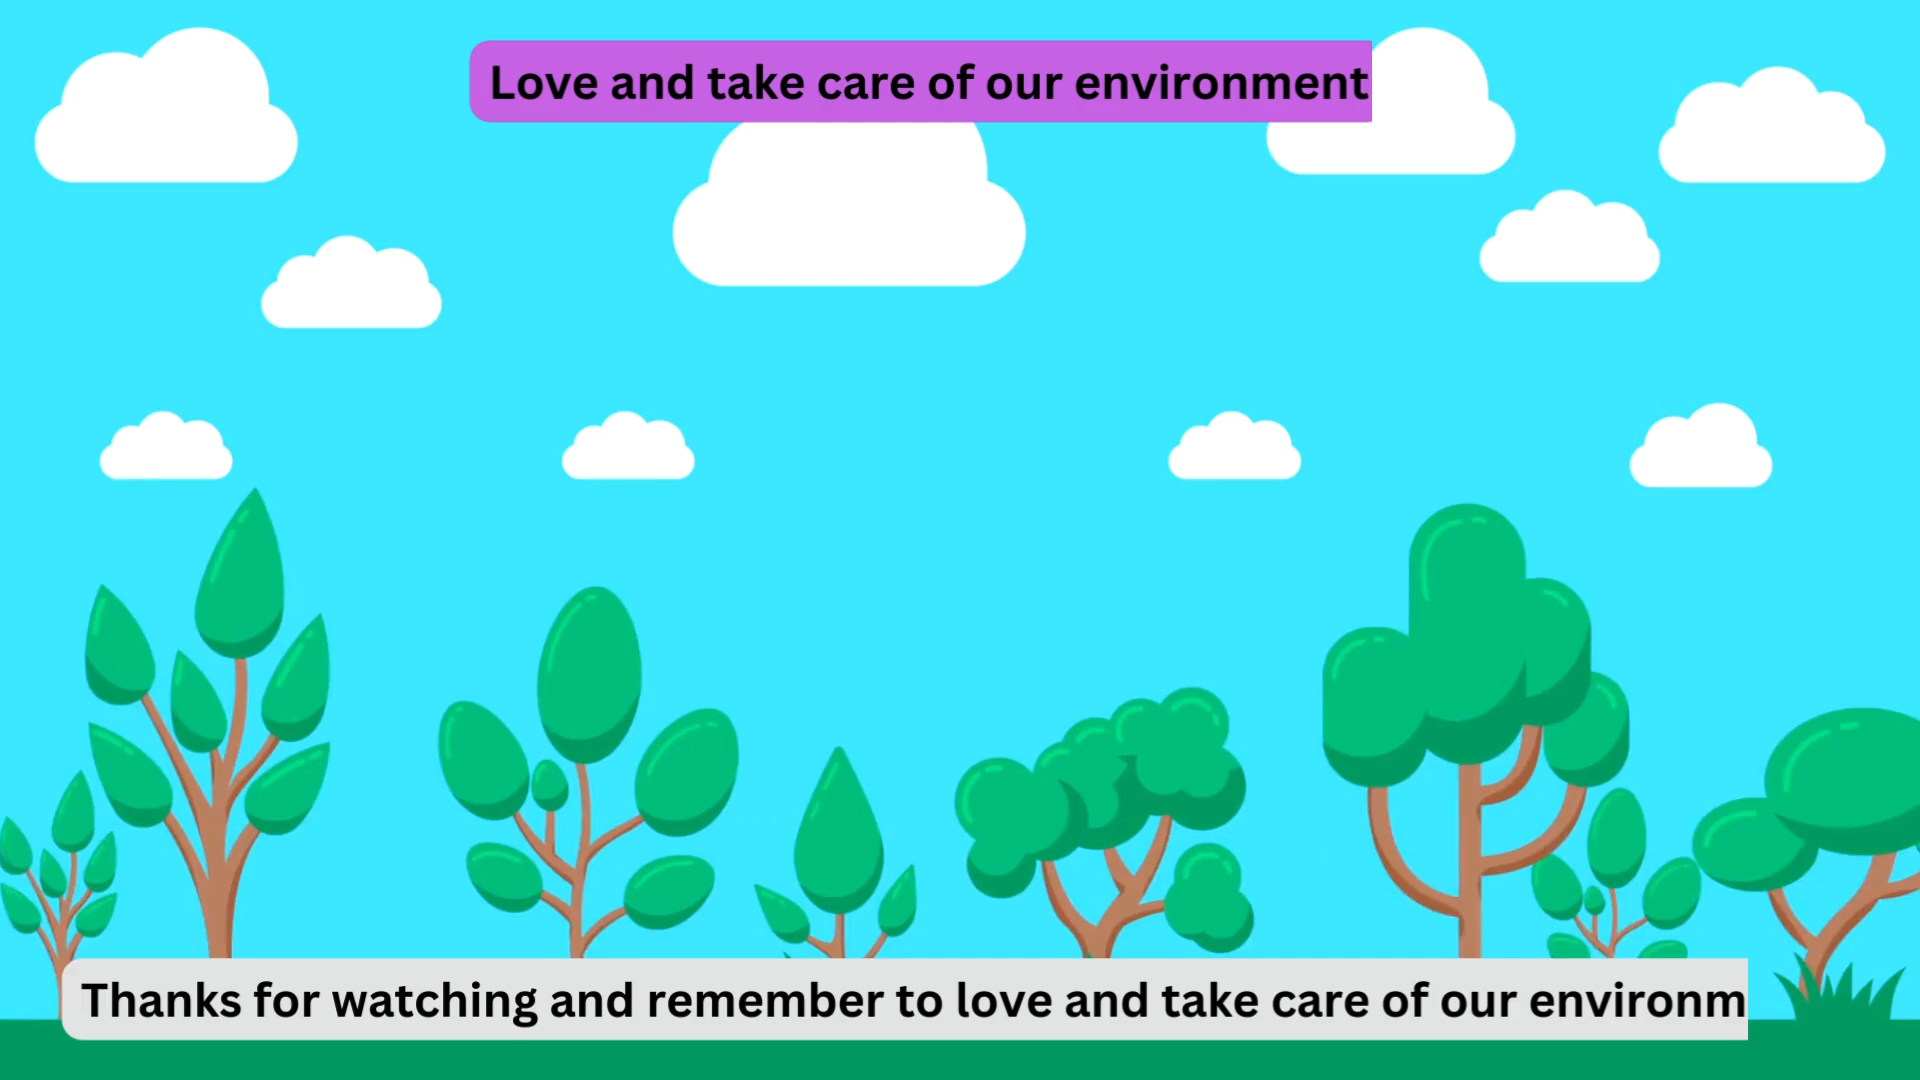 Love and take care of our environment
Thanks for watching and remember to love and take care of our environm